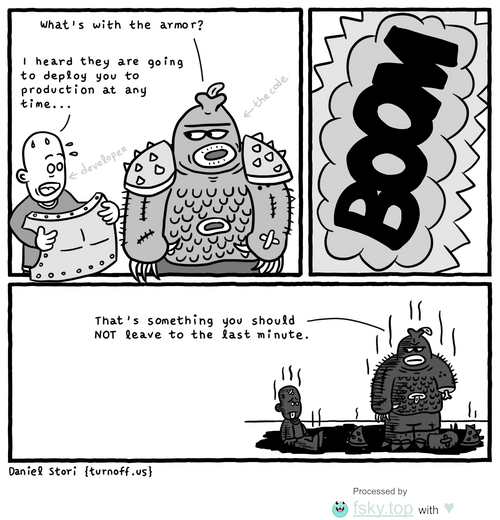 What's with the armor?
I heard they are going
to deploy you to
production at any
time...
←the code
←developer
BOOM
That's something you should
NOT leave to the last minute.
Daniel Stori {turnoff.us}
Processed by
fsky.top with ♥